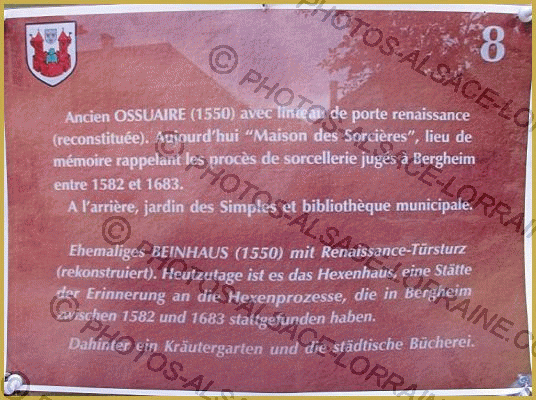 8
Ancien OSSUAIRE (1550) avec linteau de porte renaissance
(reconstituée). Aujourd'hui "Maison des Sorcières", lieu de
mémoire rappelant les procès de sorcellerie jugés à Bergheim
entre 1582 et 1683.
A l'arrière, jardin des Simples et bibliothèque municipale.
Ehemaliges BEINHAUS (1550) mit Renaissance-Türsturz
(rekonstruiert). Heutzutage ist es das Hexenhaus, eine Stätte
der Erinnerung an die Hexenprozesse, die in Bergheim
zwischen 1582 und 1683 stattgefunden haben.
Dahinter ein Kräutergarten und die städtische Bücherei.
© PHOTOS-ALSACE-LORRAINE
© PHOTOS-ALSACE-LORRAINE.
© PHOTOS-ALSACE-LORRAINE.COM
© PHOTOS-ALSACE-LORRAINE